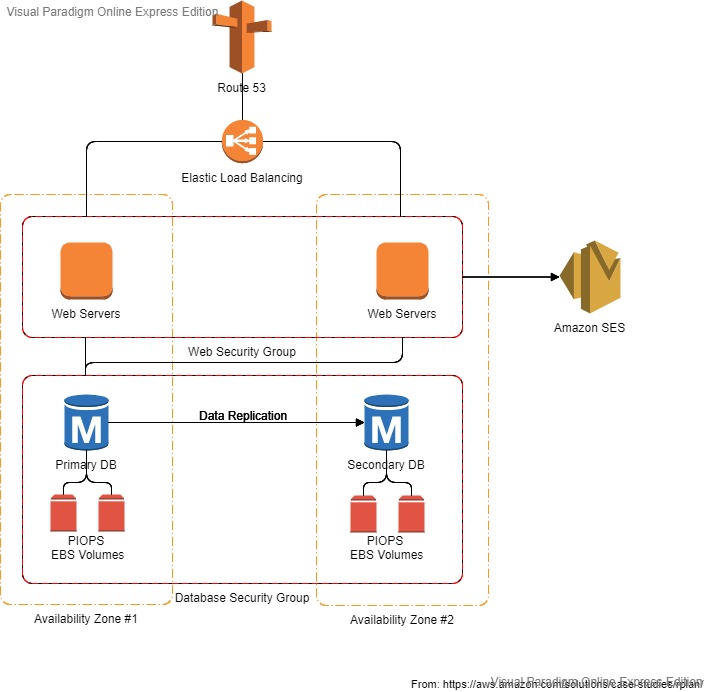 Visual Paradigm Online Express Edition
Route 53
Elastic Load Balancing
Web Servers
Web Servers
Amazon SES
Web Security Group
M
Data Replication
M
Primary DB
Secondary DB
PIOPS
EBS Volumes
PIOPS
EBS Volumes
Database Security Group
Availability Zone #1
Availability Zone #2
Visual Paradigm Online Express Edition
From: https://aws.amazon.com/solutions/case-studies/rplan/